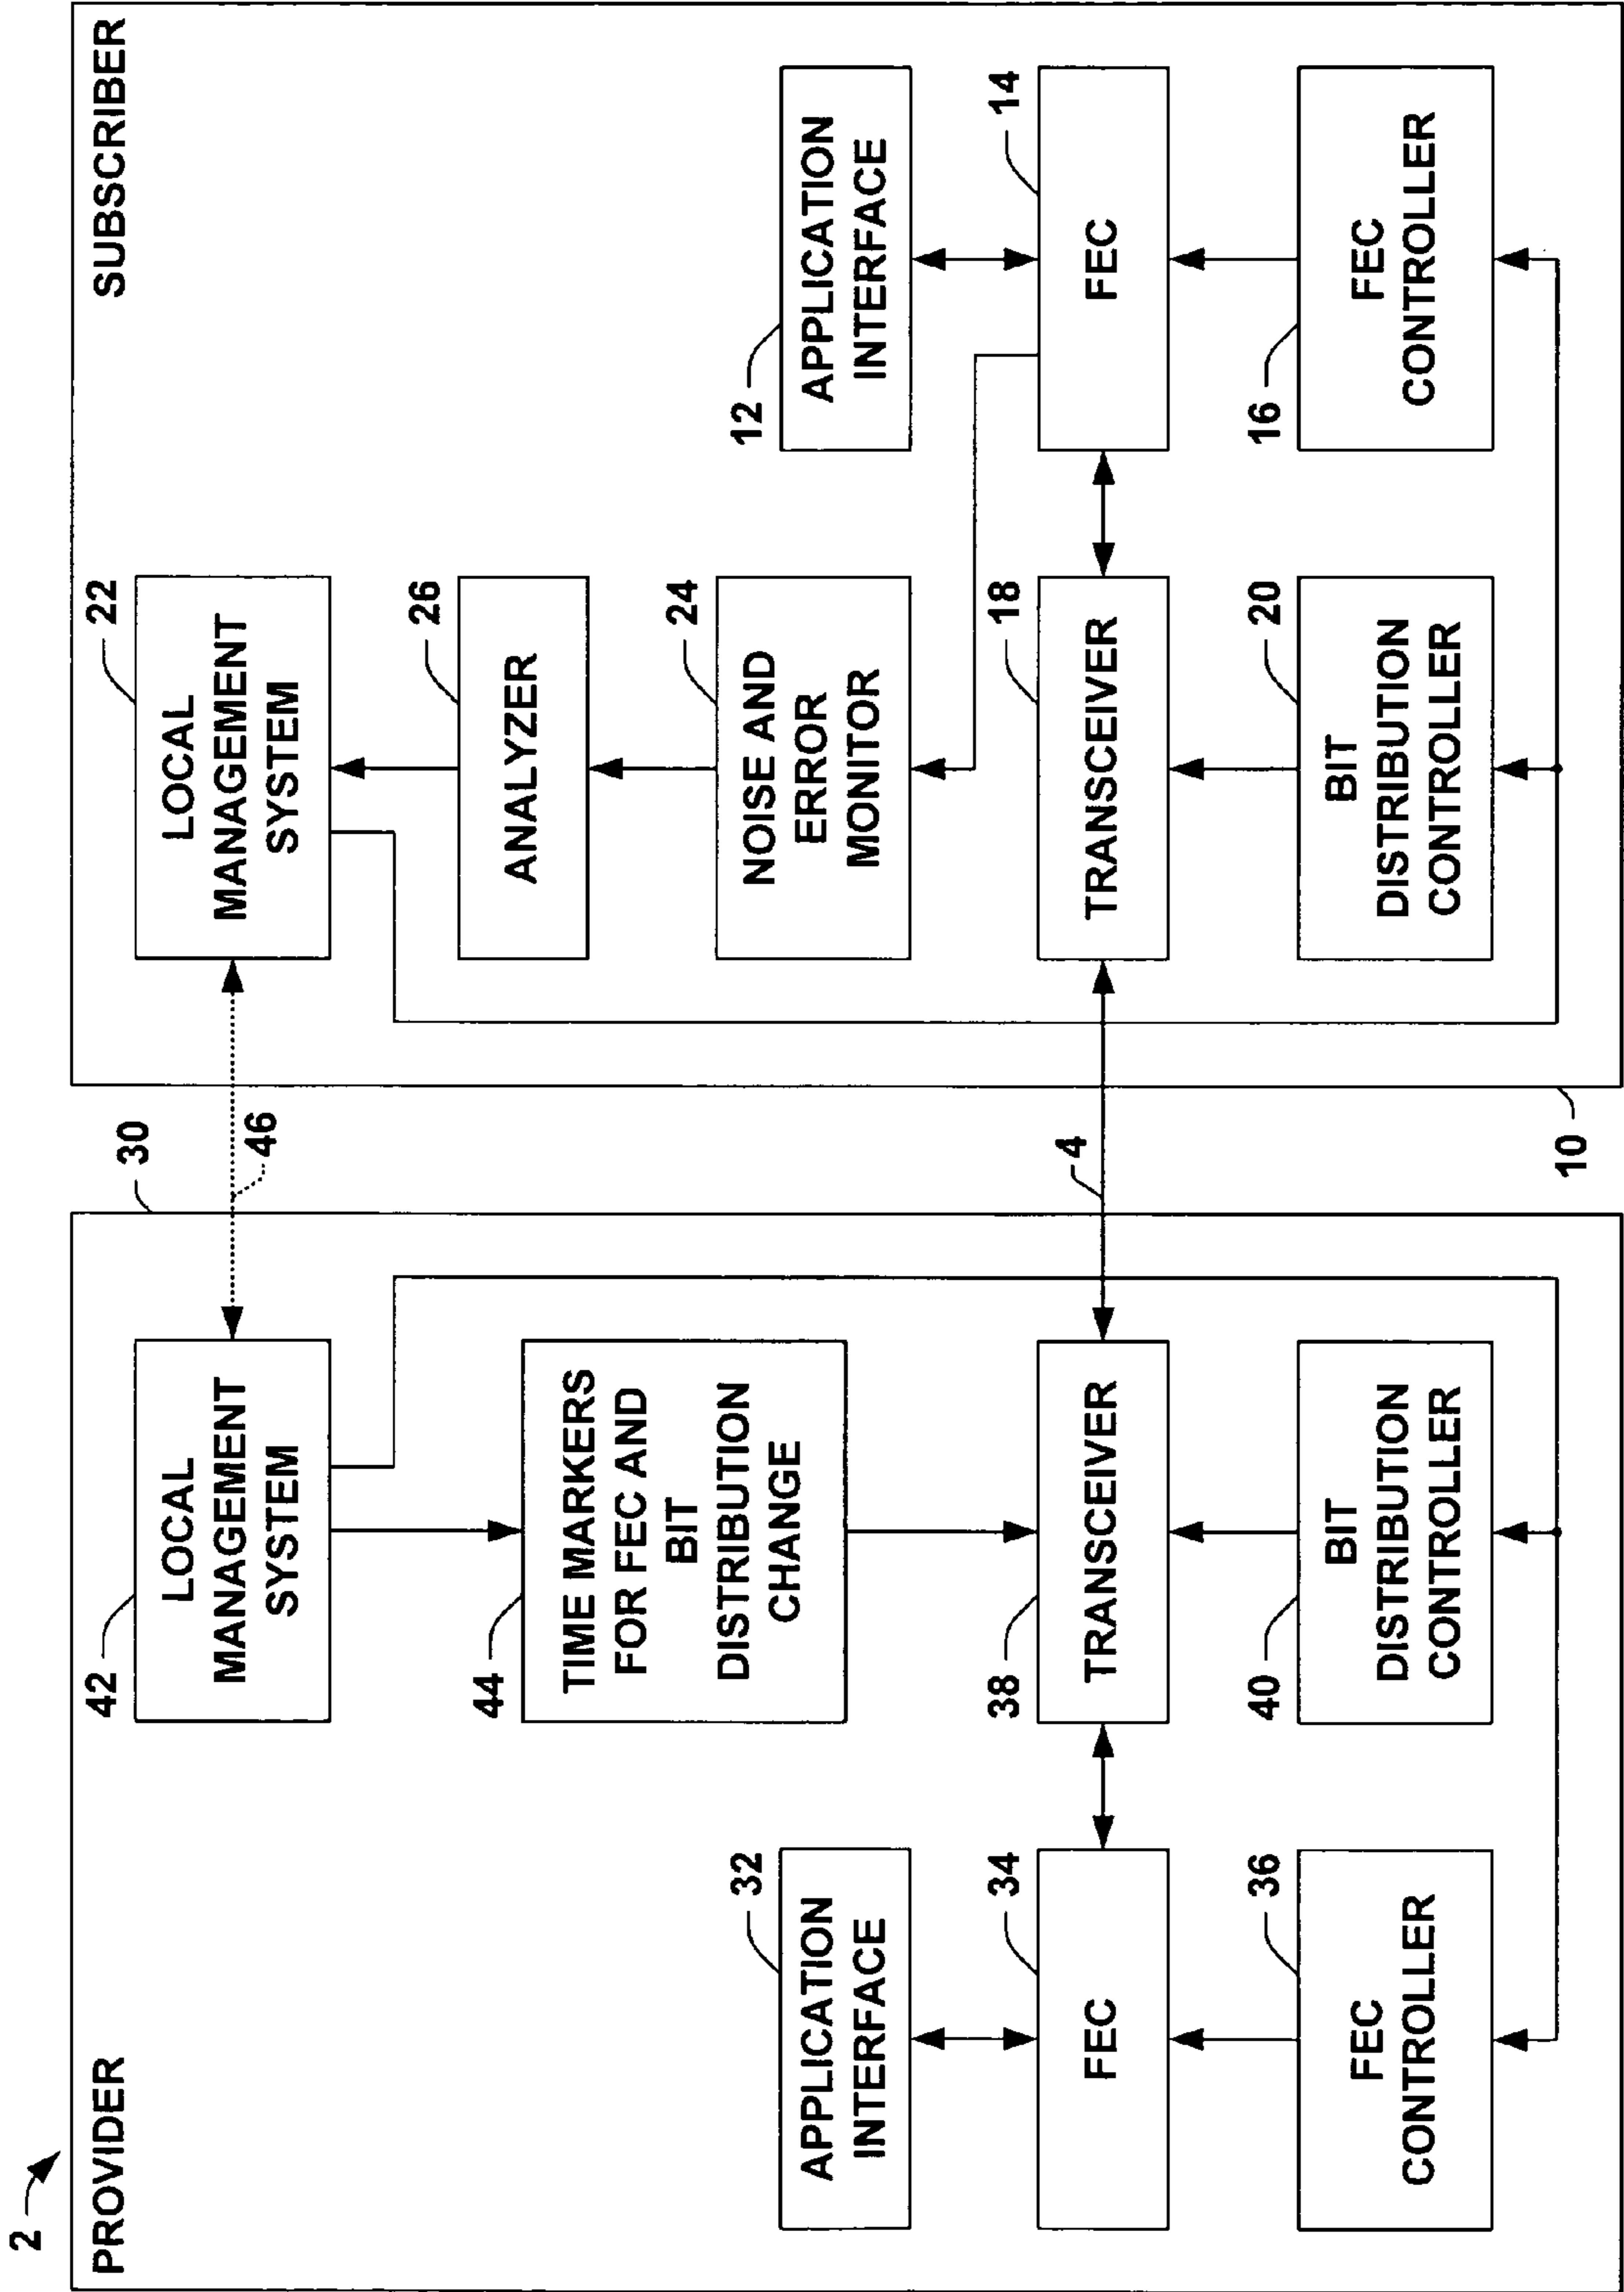 2
PROVIDER
30
42
LOCAL
MANAGEMENT
SYSTEM
44
TIME MARKERS
FOR FEC AND
BIT
DISTRIBUTION
CHANGE
32
APPLICATION
INTERFACE
34
FEC
38
TRANSCEIVER
36
FEC
CONTROLLER
40
BIT
DISTRIBUTION
CONTROLLER
46
4
SUBSCRIBER
10
22
LOCAL
MANAGEMENT
SYSTEM
26
ANALYZER
24
NOISE AND
ERROR
MONITOR
12
APPLICATION
INTERFACE
18
TRANSCEIVER
14
FEC
20
BIT
DISTRIBUTION
CONTROLLER
16
FEC
CONTROLLER